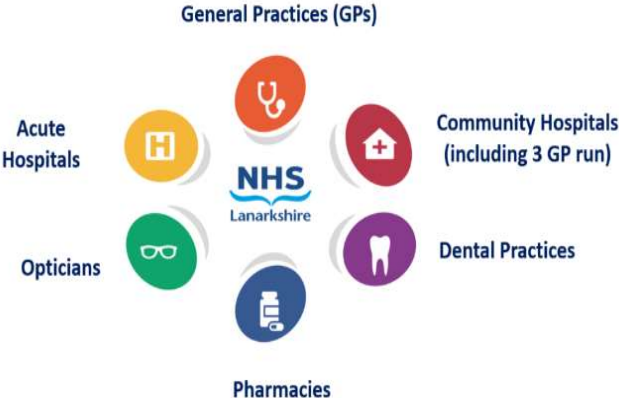 General Practices (GPs)
Acute
Hospitals
H
Community Hospitals
(including 3 GP run)
NHS
Lanarkshire
Opticians
Dental Practices
Pharmacies